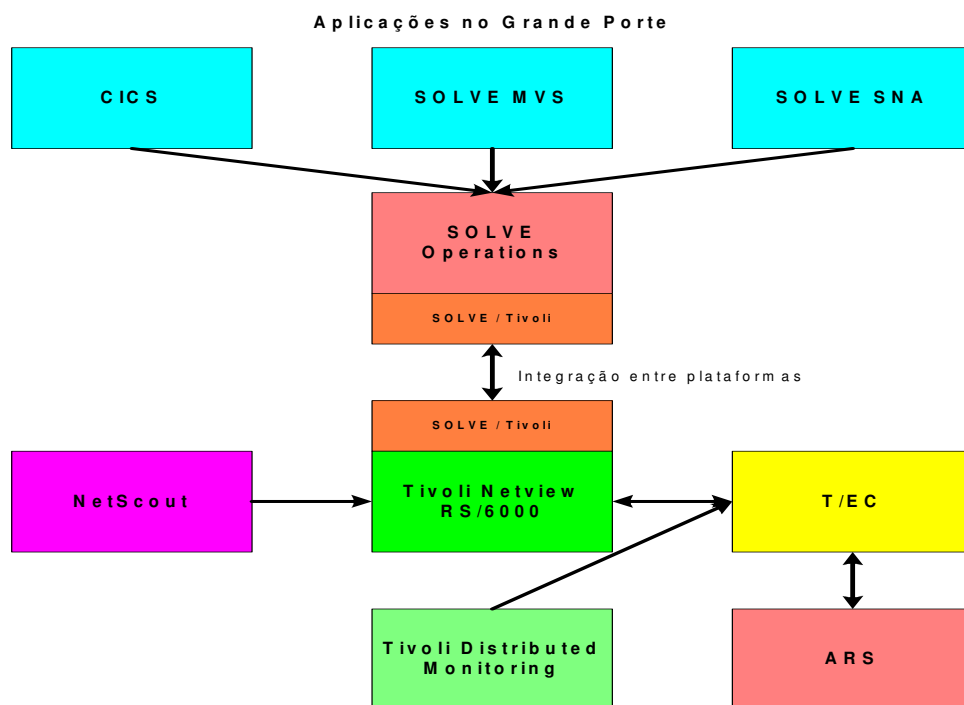 Aplicações no Grande Porte
CICS
SOLVE MVS
SOLVE SNA
SOLVE
Operations
SOLVE / Tivoli
Integração entre plataformas
SOLVE / Tivoli
NetScout
Tivoli Netview
RS/6000
T/EC
Tivoli Distributed
Monitoring
ARS